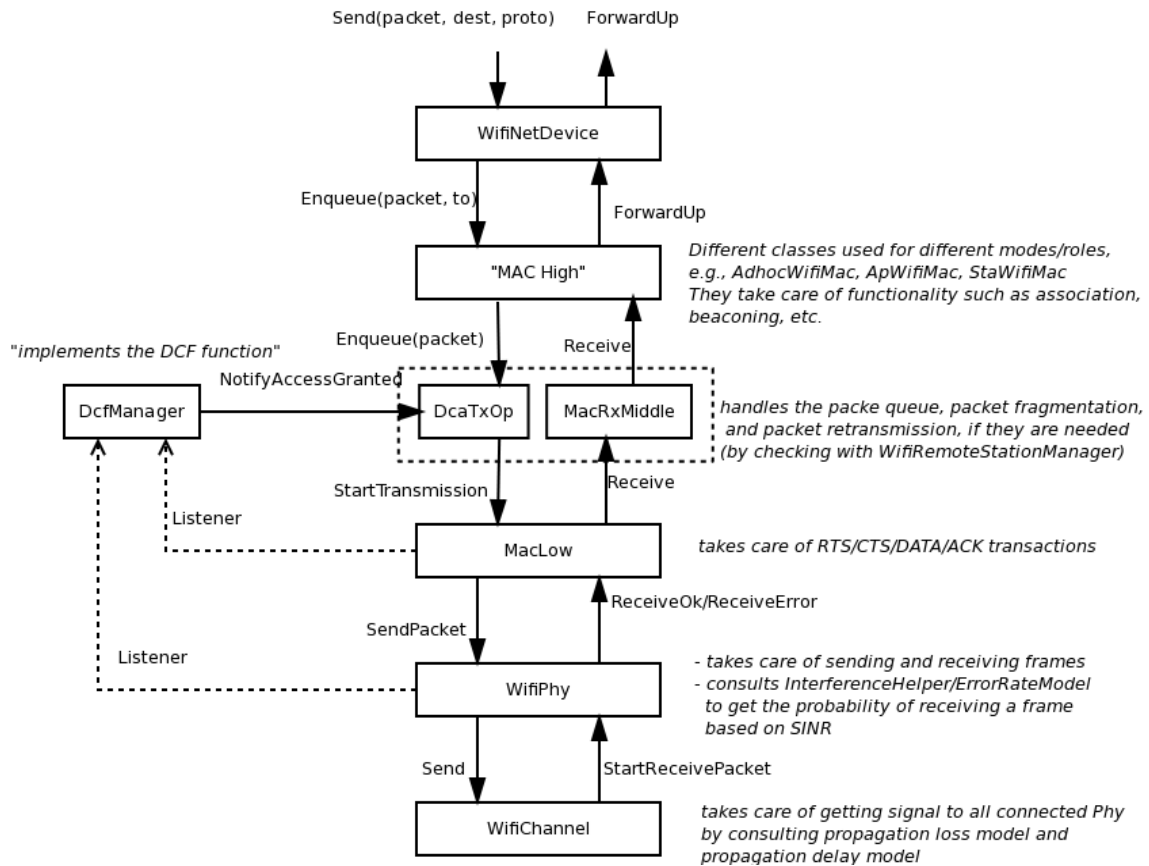 Send(packet, dest, proto)
ForwardUp
WifiNetDevice
Enqueue(packet, to)
ForwardUp
"MAC High"
Different classes used for different modes/roles,
e.g., AdhocWifiMac, ApWifiMac, StaWifiMac
They take care of functionality such as association,
beaconing, etc.
Enqueue(packet)
Receive
"implements the DCF function"
NotifyAccessGranted
DcfManager
DcaTxOp
MacRxMiddle
handles the packe queue, packet fragmentation,
and packet retransmission, if they are needed
(by checking with WifiRemoteStationManager)
StartTransmission
Receive
Listener
MacLow
takes care of RTS/CTS/DATA/ACK transactions
ReceiveOk/ReceiveError
SendPacket
Listener
WifiPhy
- takes care of sending and receiving frames
- consults InterferenceHelper/ErrorRateModel
to get the probability of receiving a frame
based on SINR
Send
StartReceivePacket
WifiChannel
takes care of getting signal to all connected Phy
by consulting propagation loss model and
propagation delay model